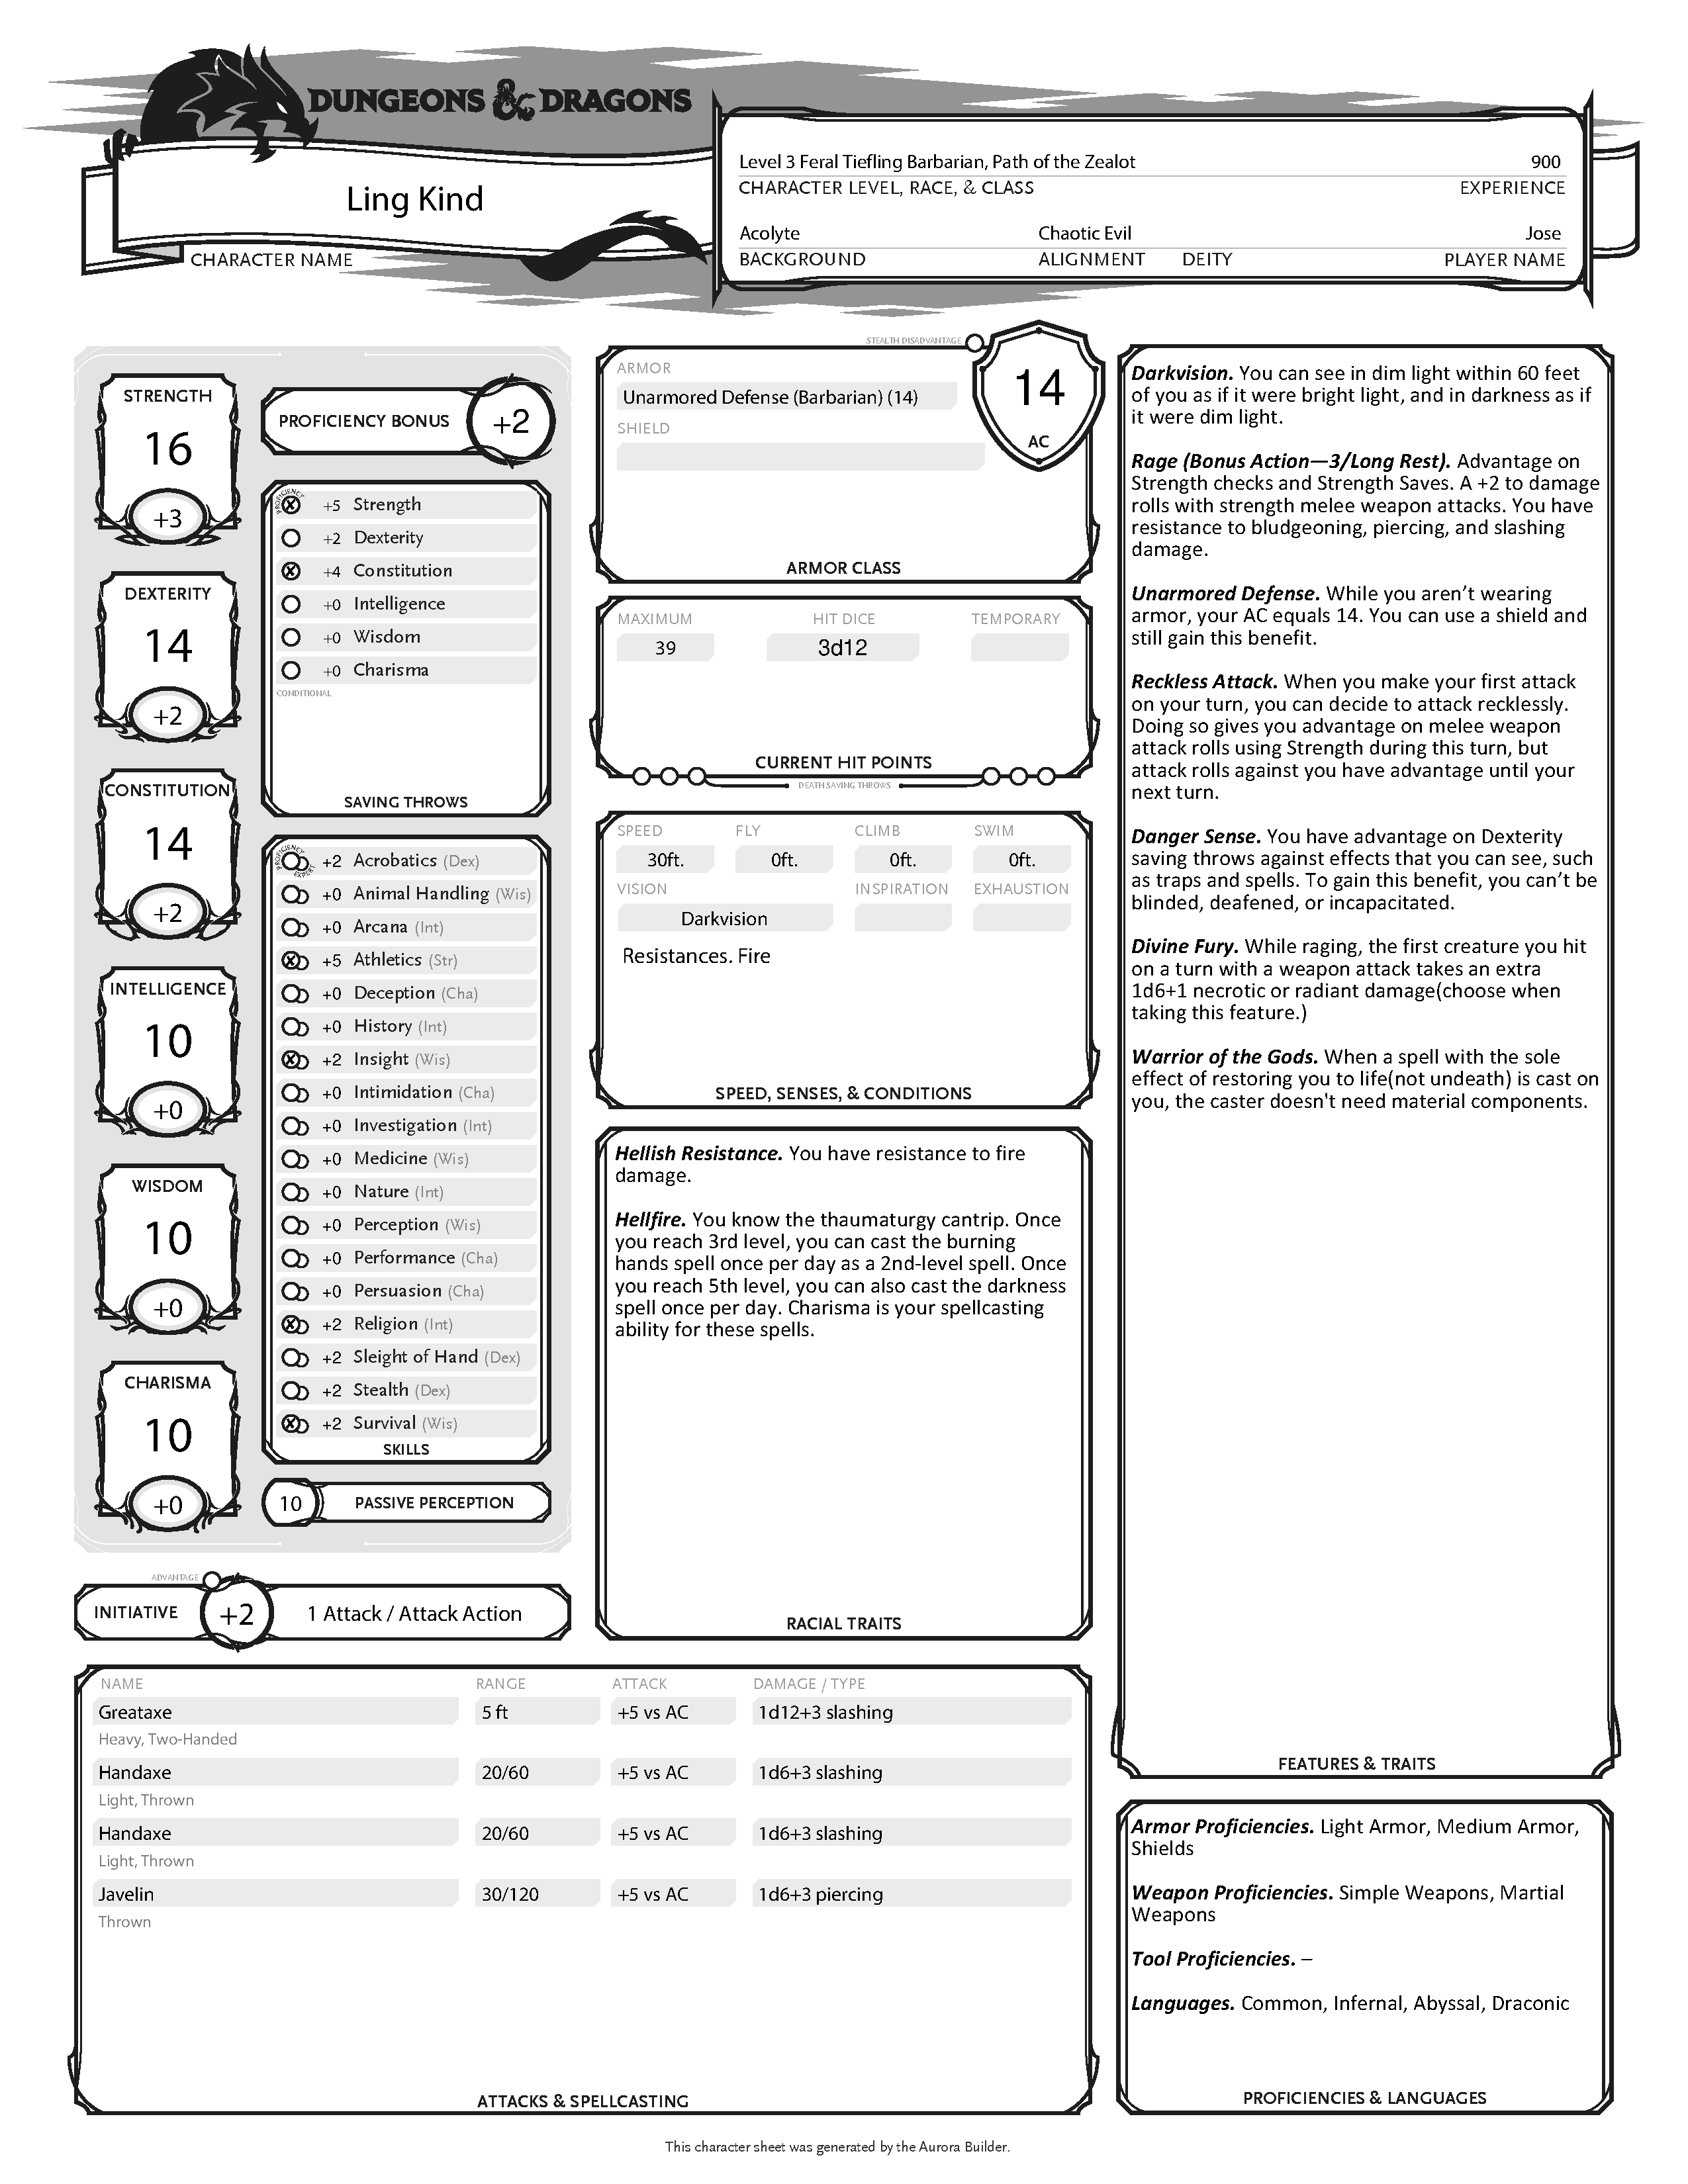 DUNGEONS & DRAGONS
Ling Kind
CHARACTER NAME
Level 3 Feral Tiefling Barbarian, Path of the Zealot 900
CHARACTER LEVEL, RACE, & CLASS EXPERIENCE
Acolyte Chaotic Evil Jose
BACKGROUND ALIGNMENT DEITY PLAYER NAME
STRENGTH
16
+3
DEXTERITY
14
+2
CONSTITUTION
14
+2
INTELLIGENCE
10
+0
WISDOM
10
+0
CHARISMA
10
+0
PROFICIENCY BONUS +2
PROFICIENCY
+5 Strength
+2 Dexterity
+4 Constitution
+0 Intelligence
+0 Wisdom
+0 Charisma
CONDITIONAL
SAVING THROWS
PROFICIENCY
EXPERT
+2 Acrobatics (Dex)
+0 Animal Handling (Wis)
+0 Arcana (Int)
+5 Athletics (Str)
+0 Deception (Cha)
+0 History (Int)
+2 Insight (Wis)
+0 Intimidation (Cha)
+0 Investigation (Int)
+0 Medicine (Wis)
+0 Nature (Int)
+0 Perception (Wis)
+0 Performance (Cha)
+0 Persuasion (Cha)
+2 Religion (Int)
+2 Sleight of Hand (Dex)
+2 Stealth (Dex)
+2 Survival (Wis)
SKILLS
10 PASSIVE PERCEPTION
ADVANTAGE
INITIATIVE +2 1 Attack / Attack Action
STEALTH DISADVANTAGE
ARMOR
Unarmored Defense (Barbarian) (14)
SHIELD
14
AC
ARMOR CLASS
MAXIMUM HIT DICE TEMPORARY
39 3d12
CURRENT HIT POINTS
DEATH SAVING THROWS
SPEED FLY CLIMB SWIM
30ft. 0ft. 0ft. 0ft.
VISION INSPIRATION EXHAUSTION
Darkvision
Resistances. Fire
SPEED, SENSES, & CONDITIONS
Hellish Resistance. You have resistance to fire
damage.
Hellfire. You know the thaumaturgy cantrip. Once
you reach 3rd level, you can cast the burning
hands spell once per day as a 2nd-level spell. Once
you reach 5th level, you can also cast the darkness
spell once per day. Charisma is your spellcasting
ability for these spells.
RACIAL TRAITS
Darkvision. You can see in dim light within 60 feet
of you as if it were bright light, and in darkness as if
it were dim light.
Rage (Bonus Action—3/Long Rest). Advantage on
Strength checks and Strength Saves. A +2 to damage
rolls with strength melee weapon attacks. You have
resistance to bludgeoning, piercing, and slashing
damage.
Unarmored Defense. While you aren’t wearing
armor, your AC equals 14. You can use a shield and
still gain this benefit.
Reckless Attack. When you make your first attack
on your turn, you can decide to attack recklessly.
Doing so gives you advantage on melee weapon
attack rolls using Strength during this turn, but
attack rolls against you have advantage until your
next turn.
Danger Sense. You have advantage on Dexterity
saving throws against effects that you can see, such
as traps and spells. To gain this benefit, you can’t be
blinded, deafened, or incapacitated.
Divine Fury. While raging, the first creature you hit
on a turn with a weapon attack takes an extra
1d6+1 necrotic or radiant damage(choose when
taking this feature.)
Warrior of the Gods. When a spell with the sole
effect of restoring you to life(not undeath) is cast on
you, the caster doesn't need material components.
FEATURES & TRAITS
NAME RANGE ATTACK DAMAGE / TYPE
Greataxe 5 ft +5 vs AC 1d12+3 slashing
Heavy, Two-Handed
Handaxe 20/60 +5 vs AC 1d6+3 slashing
Light, Thrown
Handaxe 20/60 +5 vs AC 1d6+3 slashing
Light, Thrown
Javelin 30/120 +5 vs AC 1d6+3 piercing
Thrown
ATTACKS & SPELLCASTING
Armor Proficiencies. Light Armor, Medium Armor,
Shields
Weapon Proficiencies. Simple Weapons, Martial
Weapons
Tool Proficiencies. –
Languages. Common, Infernal, Abyssal, Draconic
PROFICIENCIES & LANGUAGES
This character sheet was generated by the Aurora Builder.